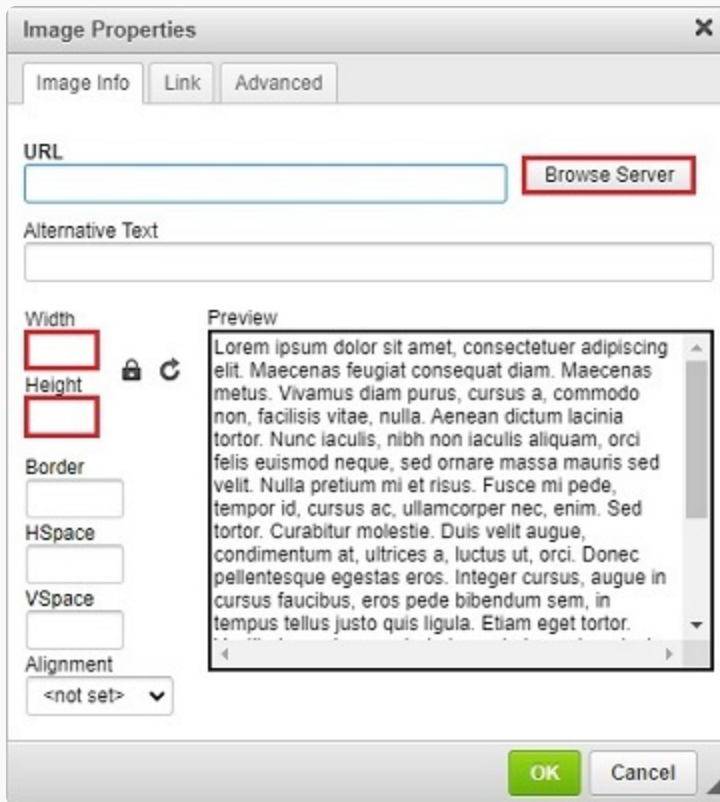 Image Properties
Image Info Link Advanced
URL
Browse Server
Alternative Text
Width
Height
Border
HSpace
VSpace
Alignment
<not set>
Preview
Lorem ipsum dolor sit amet, consectetuer adipiscing
elit. Maecenas feugiat consequat diam. Maecenas
metus. Vivamus diam purus, cursus a, commodo
non, facilisis vitae, nulla. Aenean dictum lacinia
tortor. Nunc iaculis, nibh non iaculis aliquam, orci
felis euismod neque, sed ornare massa mauris sed
velit. Nulla pretium mi et risus. Fusce mi pede,
tempor id, cursus ac, ullamcorper nec, enim. Sed
tortor. Curabitur molestie. Duis velit augue,
condimentum at, ultrices a, luctus ut, orci. Donec
pellentesque egestas eros. Integer cursus, augue in
cursus faucibus, eros pede bibendum sem, in
tempus tellus justo quis ligula. Etiam eget tortor.
OK Cancel